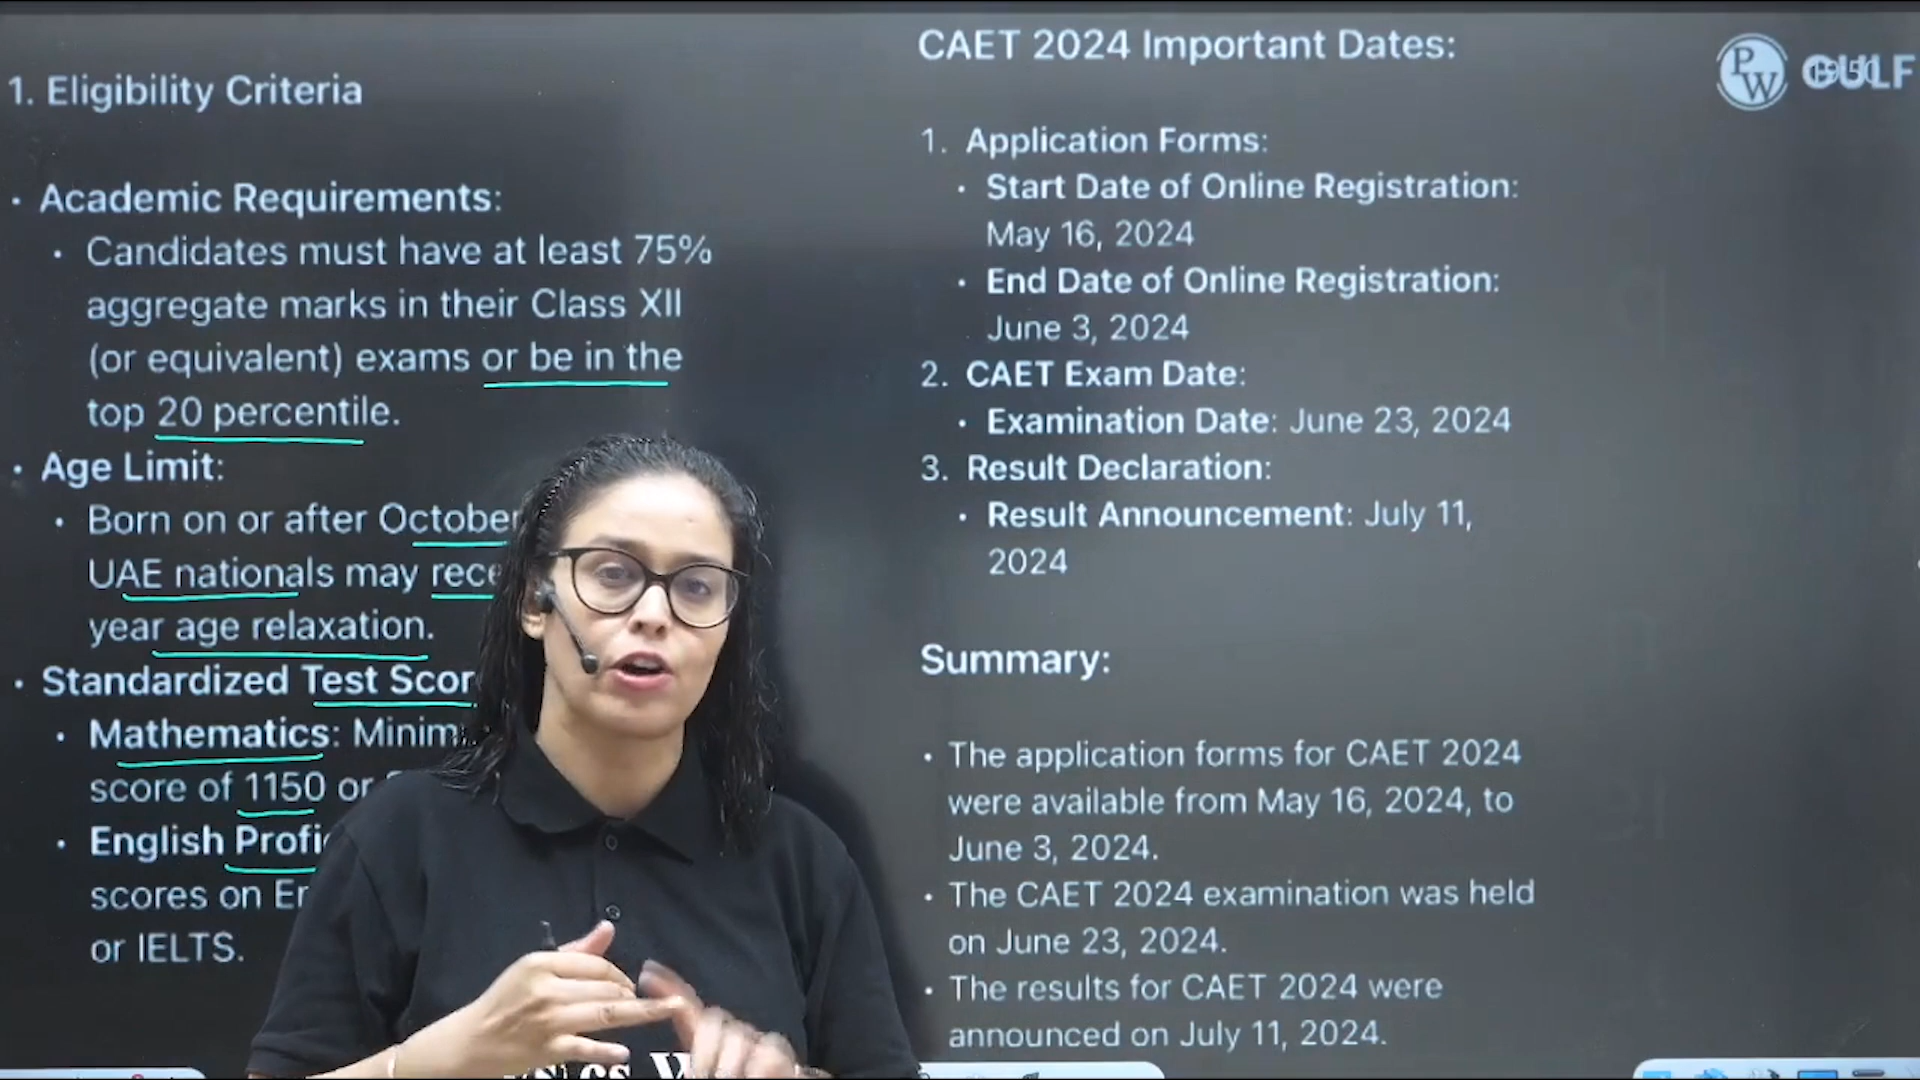 1. Eligibility Criteria
• Academic Requirements:
• Candidates must have at least 75%
aggregate marks in their Class XII
(or equivalent) exams or be in the
top 20 percentile.
• Age Limit:
• Born on or after
UAE nationals may
year age relaxation.
• Standardized Test
• Mathematics:
score of 1150 or
• English
scores on
or IELTS.
CAET 2024 Important Dates:
1. Application Forms:
• Start Date of Online Registration:
May 16, 2024
• End Date of Online Registration:
June 3, 2024
2. CAET Exam Date:
• Examination Date: June 23, 2024
3. Result Declaration:
• Result Announcement: July 11,
2024
Summary:
• The application forms for CAET 2024
were available from May 16, 2024, to
June 3, 2024.
• The CAET 2024 examination was held
on June 23, 2024.
• The results for CAET 2024 were
announced on July 11, 2024.
PW GULF